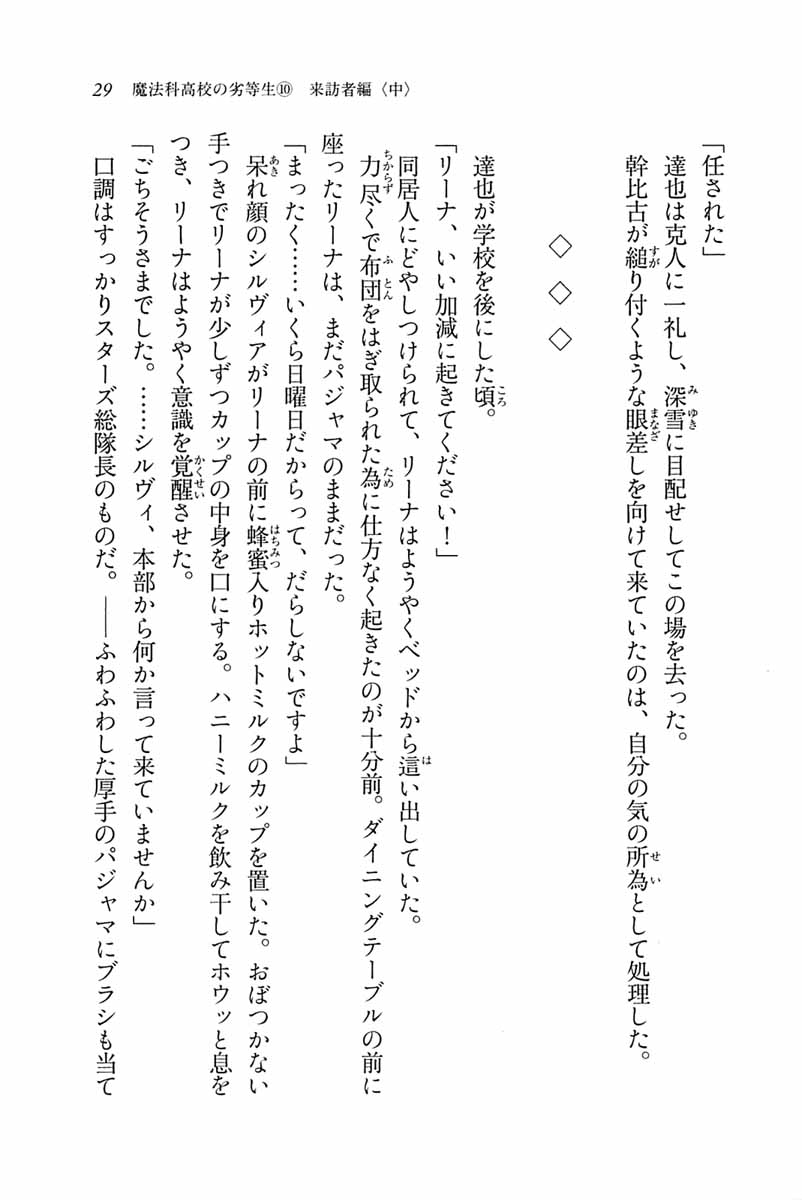 29　魔法科高校の劣等生⑩　来訪者編〈中〉
「任された」
　達也は克人に一礼し、深雪に目配せしてこの場を去った。
　幹比古が縋り付くような眼差しを向けて来ていたのは、自分の気の所為として処理した。
◇　◇　◇
　達也が学校を後にした頃。
「リーナ、いい加減に起きてください！」
　同居人にどやしつけられて、リーナはようやくベッドから這い出していた。
　力尽くで布団をはぎ取られた為に仕方なく起きたのが十分前。ダイニングテーブルの前に
座ったリーナは、まだパジャマのままだった。
「まったく……いくら日曜日だからって、だらしないですよ」
　呆れ顔のシルヴィアがリーナの前に蜂蜜入りホットミルクのカップを置いた。おぼつかない
手つきでリーナが少しずつカップの中身を口にする。ハニーミルクを飲み干してホウッと息を
つき、リーナはようやく意識を覚醒させた。
「ごちそうさまでした。……シルヴィ、本部から何か言って来ていませんか」
　口調はすっかりスターズ総隊長のものだ。――ふわふわした厚手のパジャマにブラシも当て